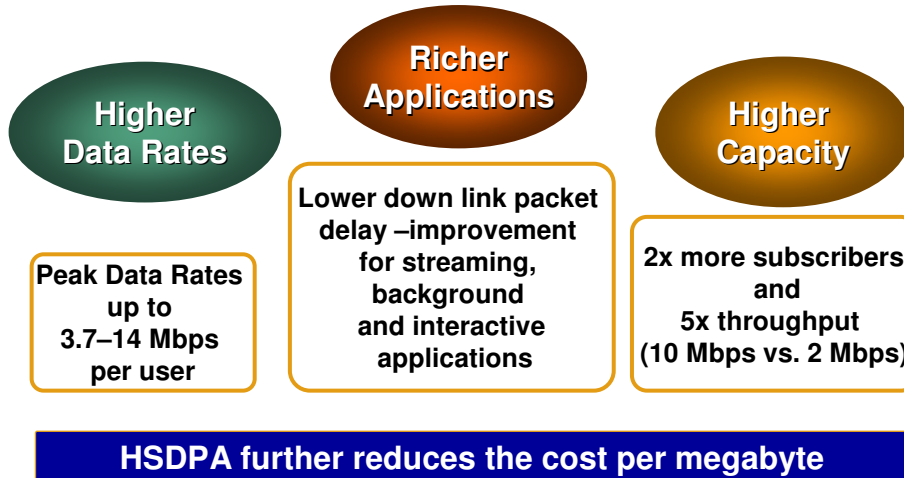 Higher
Data Rates
Peak Data Rates
up to
3.7–14 Mbps
per user
Richer
Applications
Lower down link packet
delay –improvement
for streaming,
background
and interactive
applications
Higher
Capacity
2x more subscribers
and
5x throughput
(10 Mbps vs. 2 Mbps)
HSDPA further reduces the cost per megabyte